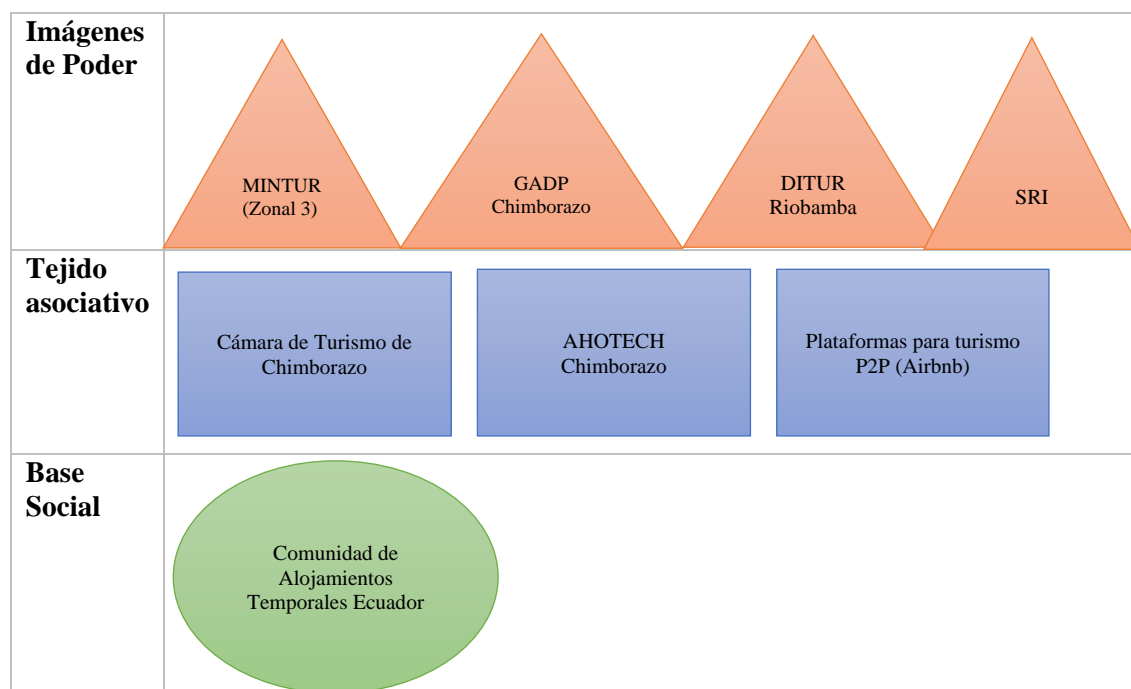 Imágenes
de Poder
MINTUR
(Zonal 3)
GADP
Chimborazo
DITUR
Riobamba
SRI
Tejido
asociativo
Cámara de Turismo de
Chimborazo
AHOTECH
Chimborazo
Plataformas para turismo
P2P (Airbnb)
Base
Social
Comunidad de
Alojamientos
Temporales Ecuador